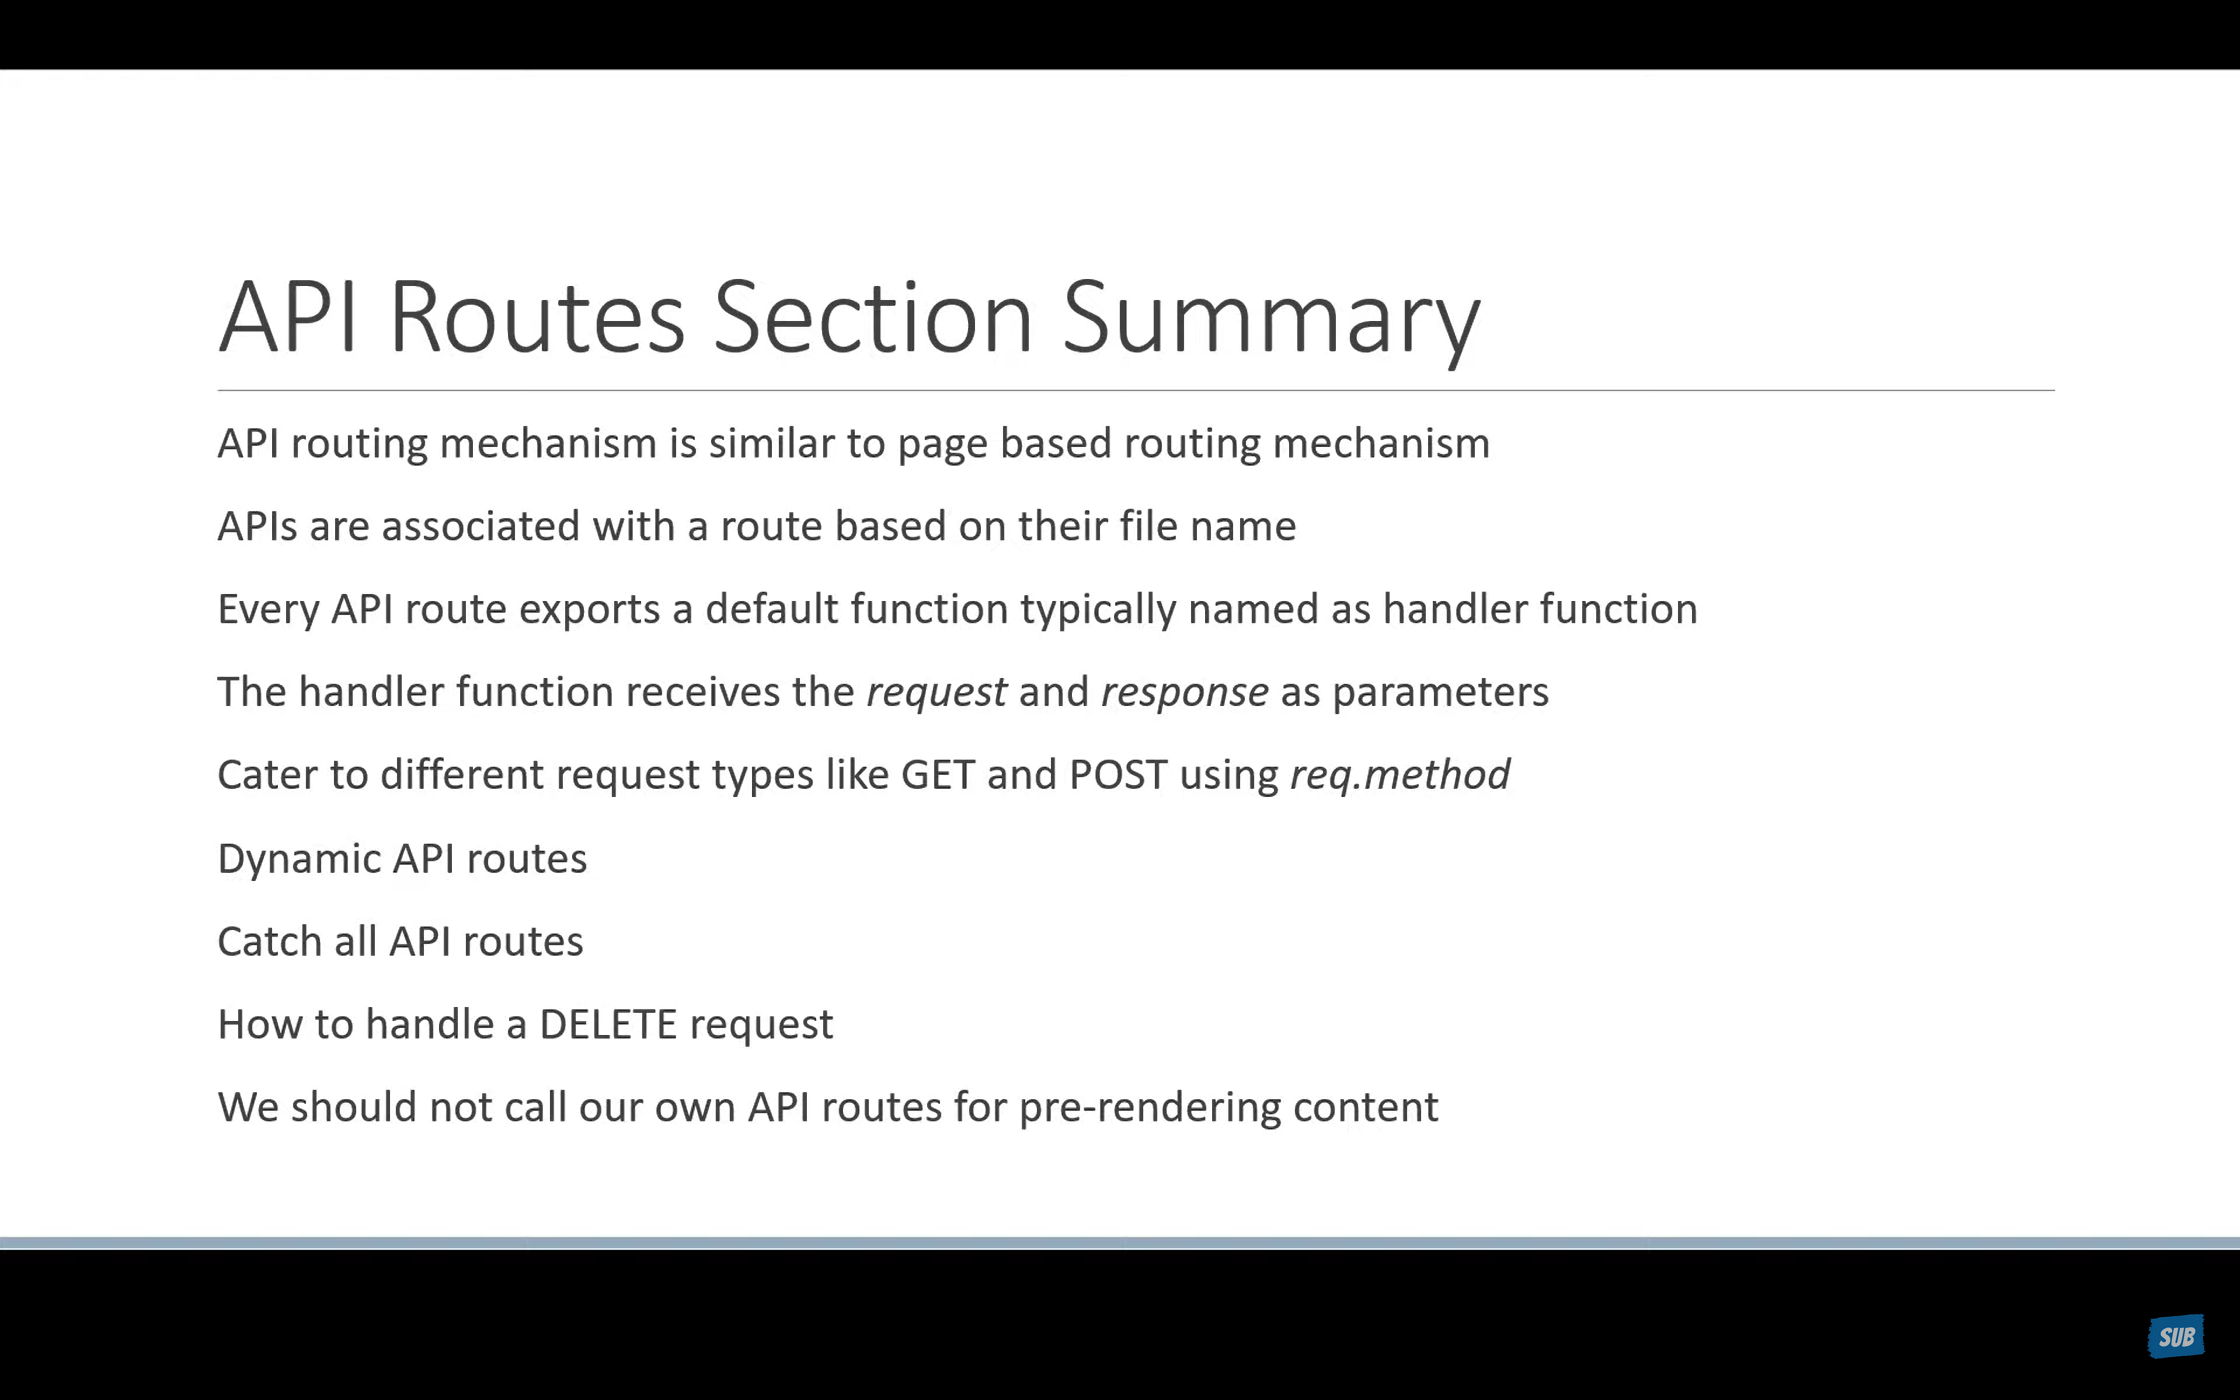 API Routes Section Summary
API routing mechanism is similar to page based routing mechanism
APIs are associated with a route based on their file name
Every API route exports a default function typically named as handler function
The handler function receives the request and response as parameters
Cater to different request types like GET and POST using req.method
Dynamic API routes
Catch all API routes
How to handle a DELETE request
We should not call our own API routes for pre-rendering content
SUB